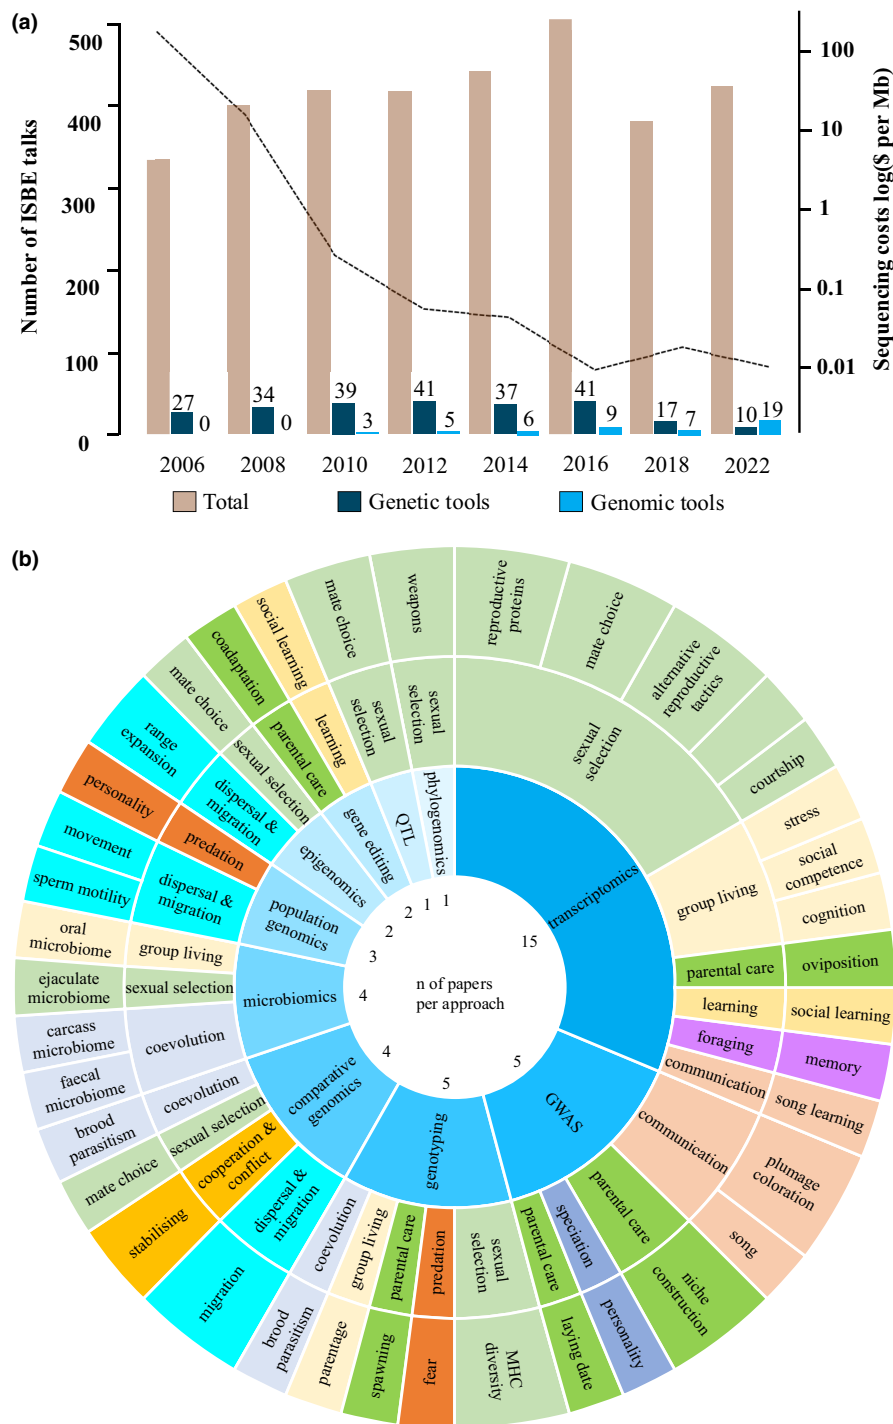 (a)
500
400
300
200
100
0
Number of ISBE talks
100
10
1
0.1
0.01
Sequencing costs log($ per Mb)
27
0
34
0
39
3
41
5
37
6
41
9
17
7
10
19
2006
2008
2010
2012
2014
2016
2018
2022
Total
Genetic tools
Genomic tools
(b)
n of papers
per approach
15
5
5
4
4
3
2
2
1
1
transcriptomics
GWAS
genotyping
comparative
genomics
microbiomics
population
genomics
epigenomics
gene editing
QTL
phylogenomics
sexual
selection
group living
parental care
learning
foraging
communication
communication
parental care
speciation
parental care
sexual
selection
predation
parental care
group living
coevolution
dispersal &
migration
cooperation &
conflict
sexual selection
coevolution
coevolution
sexual selection
group living
dispersal &
migration
predation
dispersal &
migration
sexual selection
parental care
learning
sexual
selection
sexual
selection
reproductive
proteins
mate choice
alternative
reproductive
tactics
courtship
stress
social
competence
cognition
oviposition
social learning
memory
song learning
plumage
coloration
song
niche
construction
personality
laying date
MHC
diversity
fear
spawning
parentage
brood
parasitism
migration
stabilising
mate choice
brood
parasitism
faecal
microbiome
carcass
microbiome
ejaculate
microbiome
oral
microbiome
sperm motility
movement
personality
range
expansion
mate choice
coadaptation
social learning
mate choice
weapons